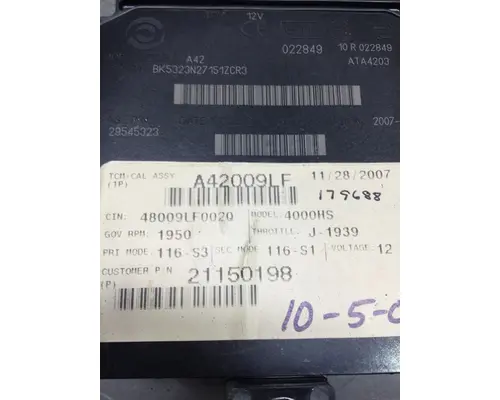 12V
A42
022849
10 R 022849
BK5323N27151ZCR3
ATA4203
29545323
2007-
TCM-CAL ASSY A42009LF 11/28/2007
(1P)
179688
CIN: 48009LF0020 MODEL: 4000HS
GOV RPM: 1950 THROTTLE: J-1939
PRI MODE: 116-S3 SEC MODE: 116-S1 VOLTAGE: 12
CUSTOMER P/N 21150198
(P)
10-5-0